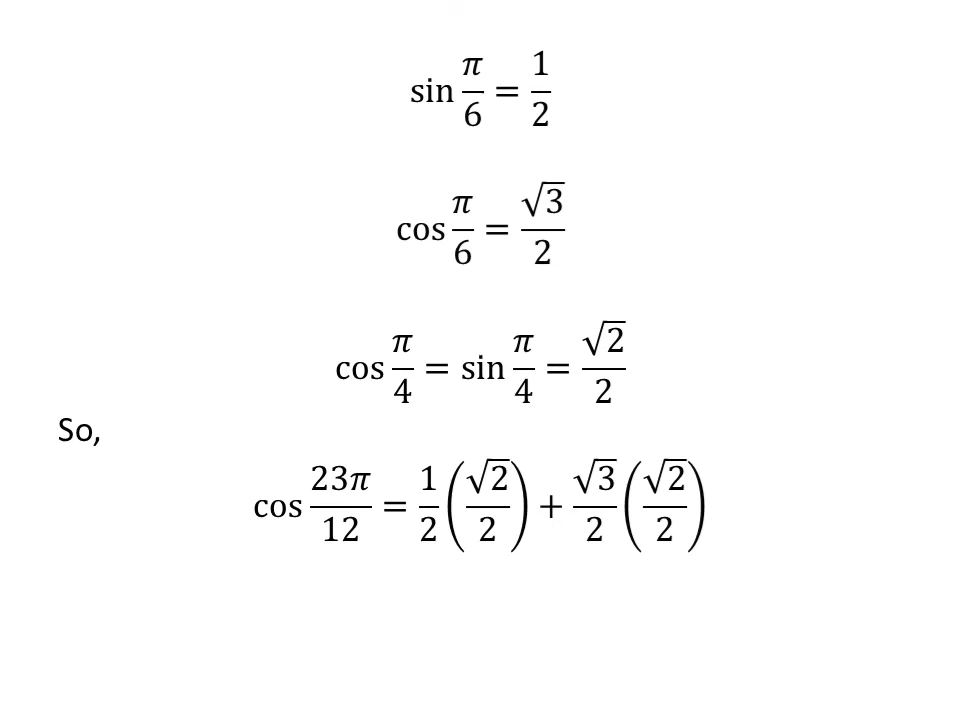 sin π/6 = 1/2
cos π/6 = √3/2
cos π/4 = sin π/4 = √2/2
So,
cos 23π/12 = 1/2 (√2/2) + √3/2 (√2/2)